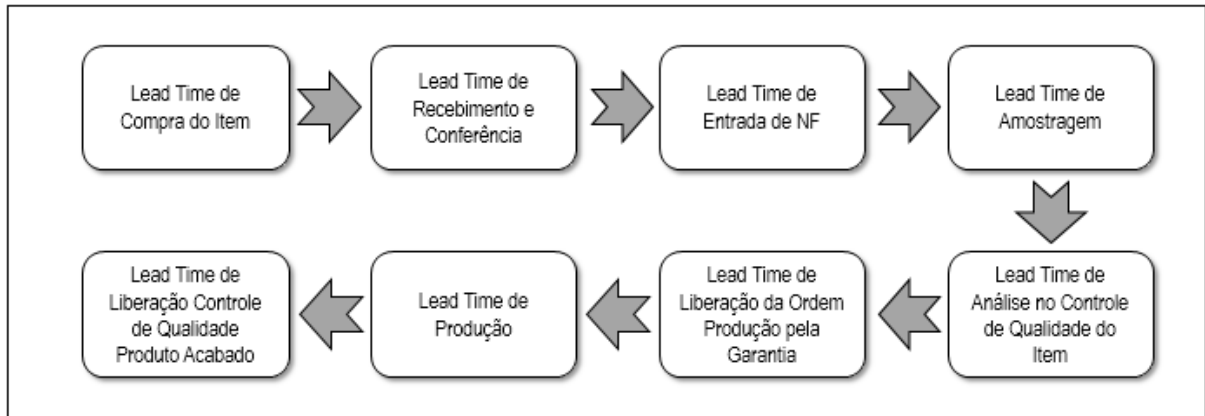 Lead Time de
Compra do Item
Lead Time de
Recebimento e
Conferência
Lead Time de
Entrada de NF
Lead Time de
Amostragem
Lead Time de
Análise no Controle
de Qualidade do
Item
Lead Time de
Liberação da Ordem
Produção pela
Garantia
Lead Time de
Produção
Lead Time de
Liberação Controle
de Qualidade
Produto Acabado